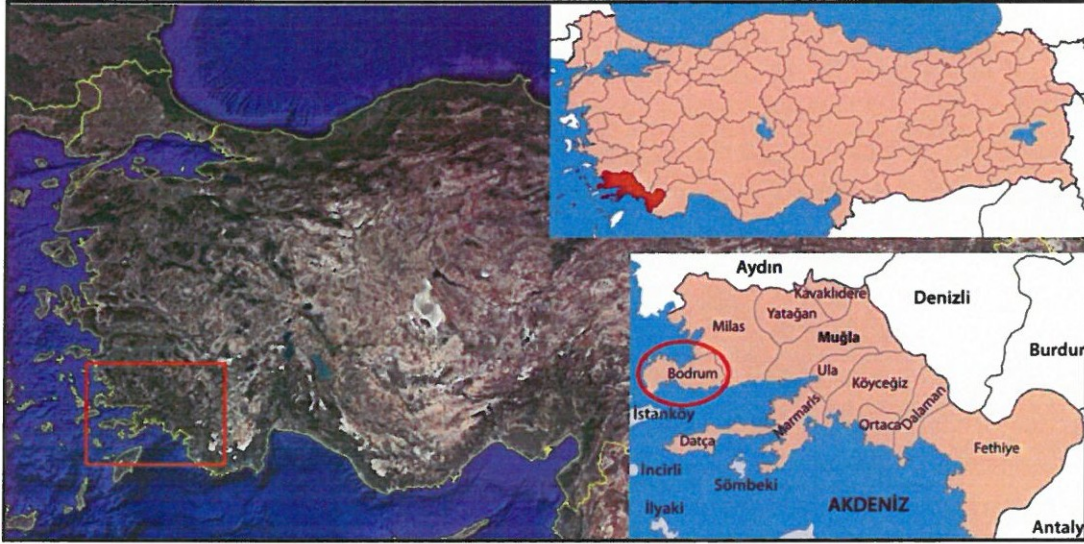 Aydın
Kavaklıdere
Denizli
Yatağan
Milas
Muğla
Burdur
Bodrum
Ula
Köyceğiz
İstanköy
Marmaris
Ortaca
Dalaman
Datça
Fethiye
İncirli
Sömbeki
İlyaki
AKDENİZ
Antaly